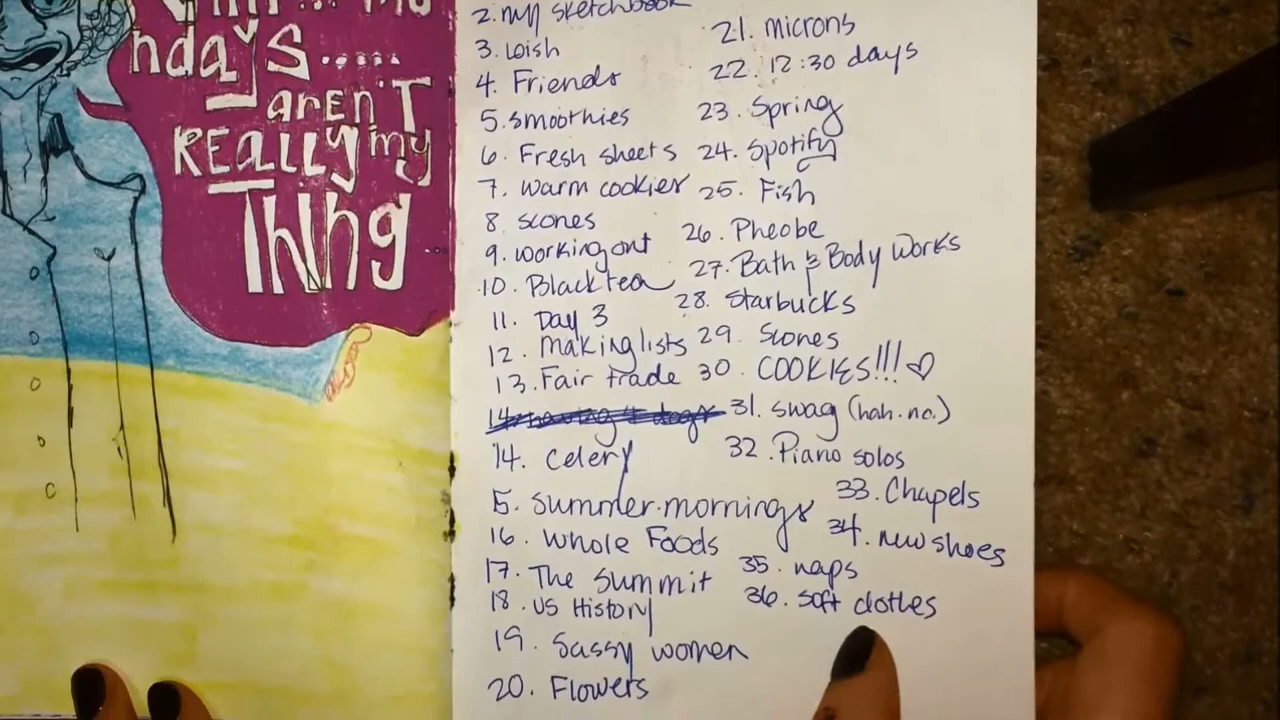 ndays.....
aren't
REALLY my
Thing
2. my sketchbook
3. Loish
4. Friends
5. smoothies
6. Fresh sheets
7. warm cookies
8. scones
9. working out
10. Black tea
11. Day 3
12. Making lists
13. Fair trade
14. having 4 dogs
14. celery
5. summer mornings
16. Whole Foods
17. The Summit
18. US History
19. Sassy women
20. Flowers
21. microns
22. 12:30 days
23. Spring
24. Spotify
25. Fish
26. Pheobe
27. Bath & Body Works
28. Starbucks
29. Scones
30. COOKIES!!! ♡
31. swag (hah. no.)
32. Piano solos
33. Chapels
34. new shoes
35. naps
36. soft clothes